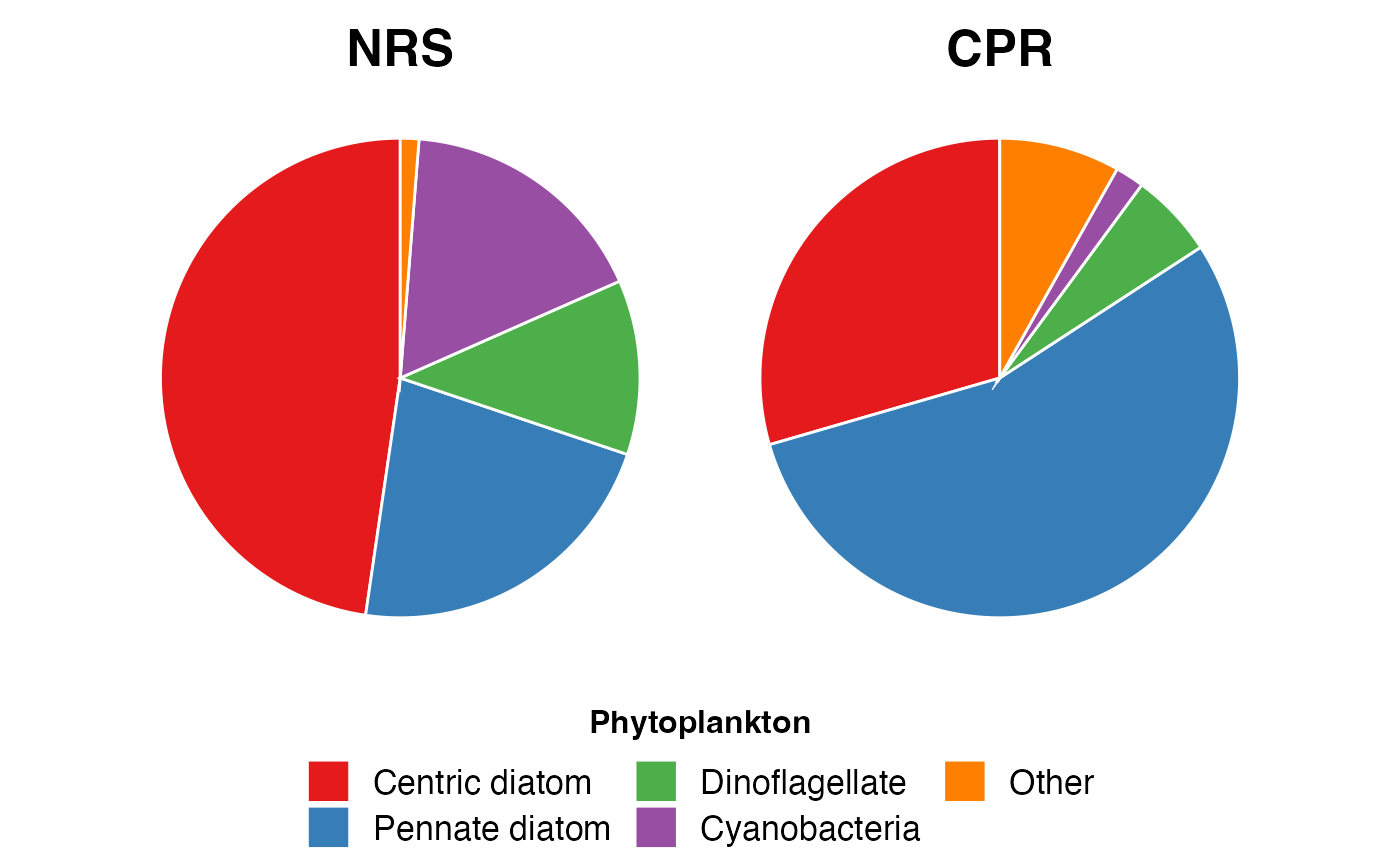 NRS CPR
Phytoplankton
Centric diatom Dinoflagellate Other
Pennate diatom Cyanobacteria